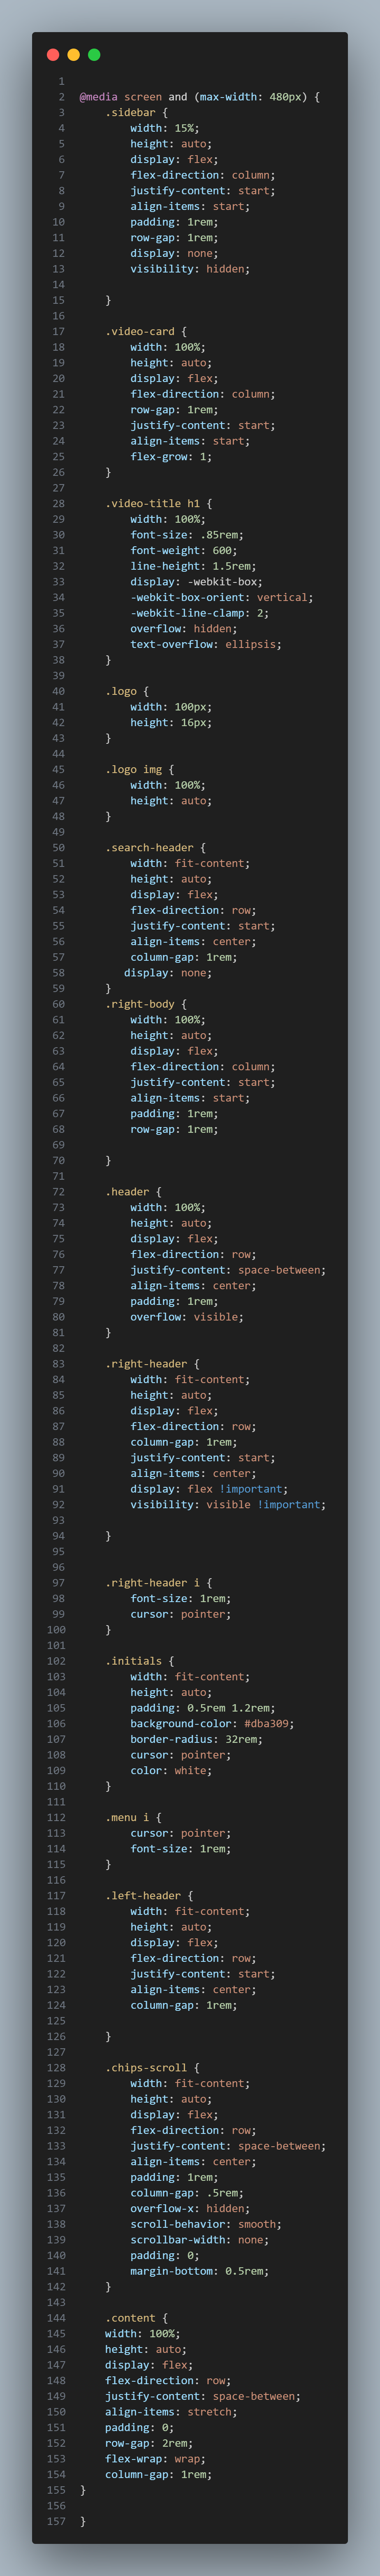 1
2 @media screen and (max-width: 480px) {
3 .sidebar {
4 width: 15%;
5 height: auto;
6 display: flex;
7 flex-direction: column;
8 justify-content: start;
9 align-items: start;
10 padding: 1rem;
11 row-gap: 1rem;
12 display: none;
13 visibility: hidden;
14
15 }
16
17 .video-card {
18 width: 100%;
19 height: auto;
20 display: flex;
21 flex-direction: column;
22 row-gap: 1rem;
23 justify-content: start;
24 align-items: start;
25 flex-grow: 1;
26 }
27
28 .video-title h1 {
29 width: 100%;
30 font-size: .85rem;
31 font-weight: 600;
32 line-height: 1.5rem;
33 display: -webkit-box;
34 -webkit-box-orient: vertical;
35 -webkit-line-clamp: 2;
36 overflow: hidden;
37 text-overflow: ellipsis;
38 }
39
40 .logo {
41 width: 100px;
42 height: 16px;
43 }
44
45 .logo img {
46 width: 100%;
47 height: auto;
48 }
49
50 .search-header {
51 width: fit-content;
52 height: auto;
53 display: flex;
54 flex-direction: row;
55 justify-content: start;
56 align-items: center;
57 column-gap: 1rem;
58 display: none;
59 }
60 .right-body {
61 width: 100%;
62 height: auto;
63 display: flex;
64 flex-direction: column;
65 justify-content: start;
66 align-items: start;
67 padding: 1rem;
68 row-gap: 1rem;
69
70 }
71
72 .header {
73 width: 100%;
74 height: auto;
75 display: flex;
76 flex-direction: row;
77 justify-content: space-between;
78 align-items: center;
79 padding: 1rem;
80 overflow: visible;
81 }
82
83 .right-header {
84 width: fit-content;
85 height: auto;
86 display: flex;
87 flex-direction: row;
88 column-gap: 1rem;
89 justify-content: start;
90 align-items: center;
91 display: flex !important;
92 visibility: visible !important;
93
94 }
95
96
97 .right-header i {
98 font-size: 1rem;
99 cursor: pointer;
100 }
101
102 .initials {
103 width: fit-content;
104 height: auto;
105 padding: 0.5rem 1.2rem;
106 background-color: #dba309;
107 border-radius: 32rem;
108 cursor: pointer;
109 color: white;
110 }
111
112 .menu i {
113 cursor: pointer;
114 font-size: 1rem;
115 }
116
117 .left-header {
118 width: fit-content;
119 height: auto;
120 display: flex;
121 flex-direction: row;
122 justify-content: start;
123 align-items: center;
124 column-gap: 1rem;
125
126 }
127
128 .chips-scroll {
129 width: fit-content;
130 height: auto;
131 display: flex;
132 flex-direction: row;
133 justify-content: space-between;
134 align-items: center;
135 padding: 1rem;
136 column-gap: .5rem;
137 overflow-x: hidden;
138 scroll-behavior: smooth;
139 scrollbar-width: none;
140 padding: 0;
141 margin-bottom: 0.5rem;
142 }
143
144 .content {
145 width: 100%;
146 height: auto;
147 display: flex;
148 flex-direction: row;
149 justify-content: space-between;
150 align-items: stretch;
151 padding: 0;
152 row-gap: 2rem;
153 flex-wrap: wrap;
154 column-gap: 1rem;
155 }
156
157 }